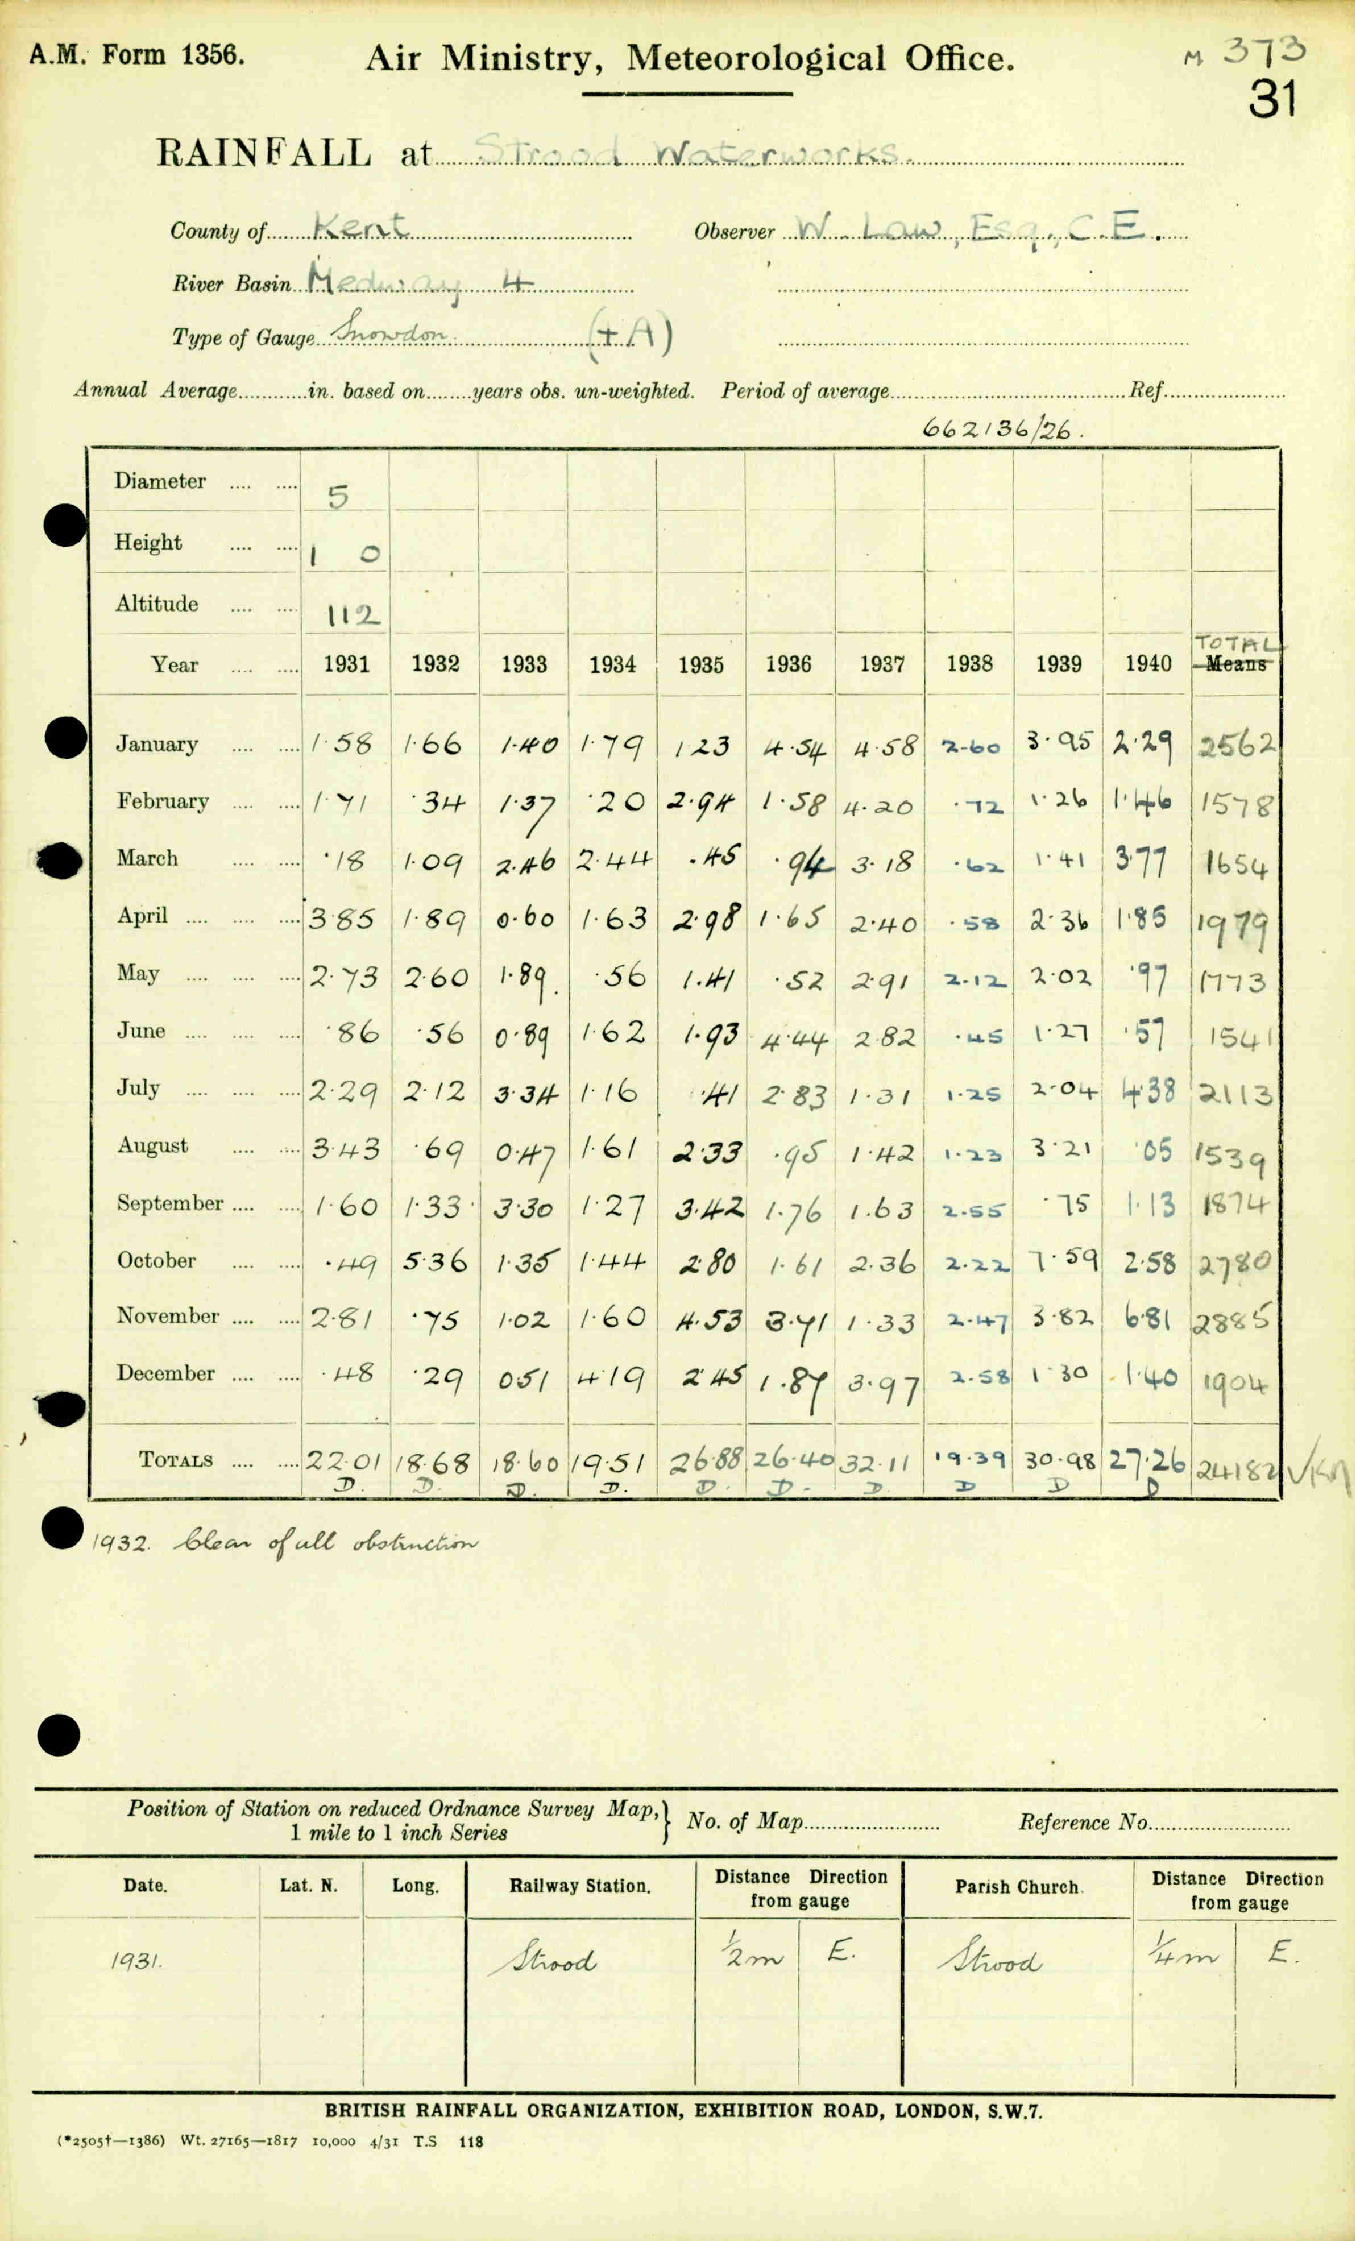 A.M. Form 1356.
Air Ministry, Meteorological Office.
M 373
31
RAINFALL at Strood Waterworks.
County of Kent Observer W. Law, Esq., C.E.
River Basin Medway 4
Type of Gauge Snowdon (+A)
Annual Average in. based on years obs. un-weighted. Period of average Ref.
662136/26.
Diameter 5
Height 1 0
Altitude 112
TOTAL
Year 1931 1932 1933 1934 1935 1936 1937 1938 1939 1940 Means
January 1·58 1·66 1·40 1·79 1 23 4·54 4·58 2·60 3·95 2·29 2562
February 1·71 ·34 1·37 ·20 2·94 1·58 4·20 ·72 1·26 1·46 1578
March ·18 1·09 2·46 2·44 ·45 ·94 3·18 ·62 1·41 3·77 1654
April 3·85 1·89 0·60 1·63 2·98 1·65 2·40 ·58 2·36 1·85 1979
May 2·73 2·60 1·89 ·56 1·41 ·52 2·91 2·12 2·02 ·97 1773
June ·86 ·56 0·89 1·62 1·93 4·44 2·82 ·45 1·27 ·57 1541
July 2·29 2·12 3·34 1·16 ·41 2·83 1·31 1·25 2·04 4·38 2113
August 3·43 ·69 0·47 1·61 2·33 ·95 1·42 1·23 3·21 ·05 1539
September 1·60 1·33 3·30 1·27 3·42 1·76 1·63 2·55 ·75 1·13 1874
October ·49 5·36 1·35 1·44 2·80 1·61 2·36 2·22 7·59 2·58 2780
November 2·81 ·75 1·02 1·60 4·53 3·71 1·33 2·47 3·82 6·81 2885
December ·48 ·29 0·51 4·19 2·45 1·87 3·97 2·58 1·30 1·40 1904
TOTALS 22·01 18·68 18·60 19·51 26·88 26·40 32·11 19·39 30·98 27·26 24182
D. D. D. D. D. D. D D D D
1932. Clear of all obstruction
Position of Station on reduced Ordnance Survey Map,
1 mile to 1 inch Series
No. of Map Reference No.
Date. Lat. N. Long. Railway Station. Distance Direction from gauge Parish Church. Distance Direction from gauge
1931. Strood ½ m E. Strood ¼ m E.
BRITISH RAINFALL ORGANIZATION, EXHIBITION ROAD, LONDON, S.W.7.
(*2505†—1386) Wt. 27165—1817 10,000 4/31 T.S 118